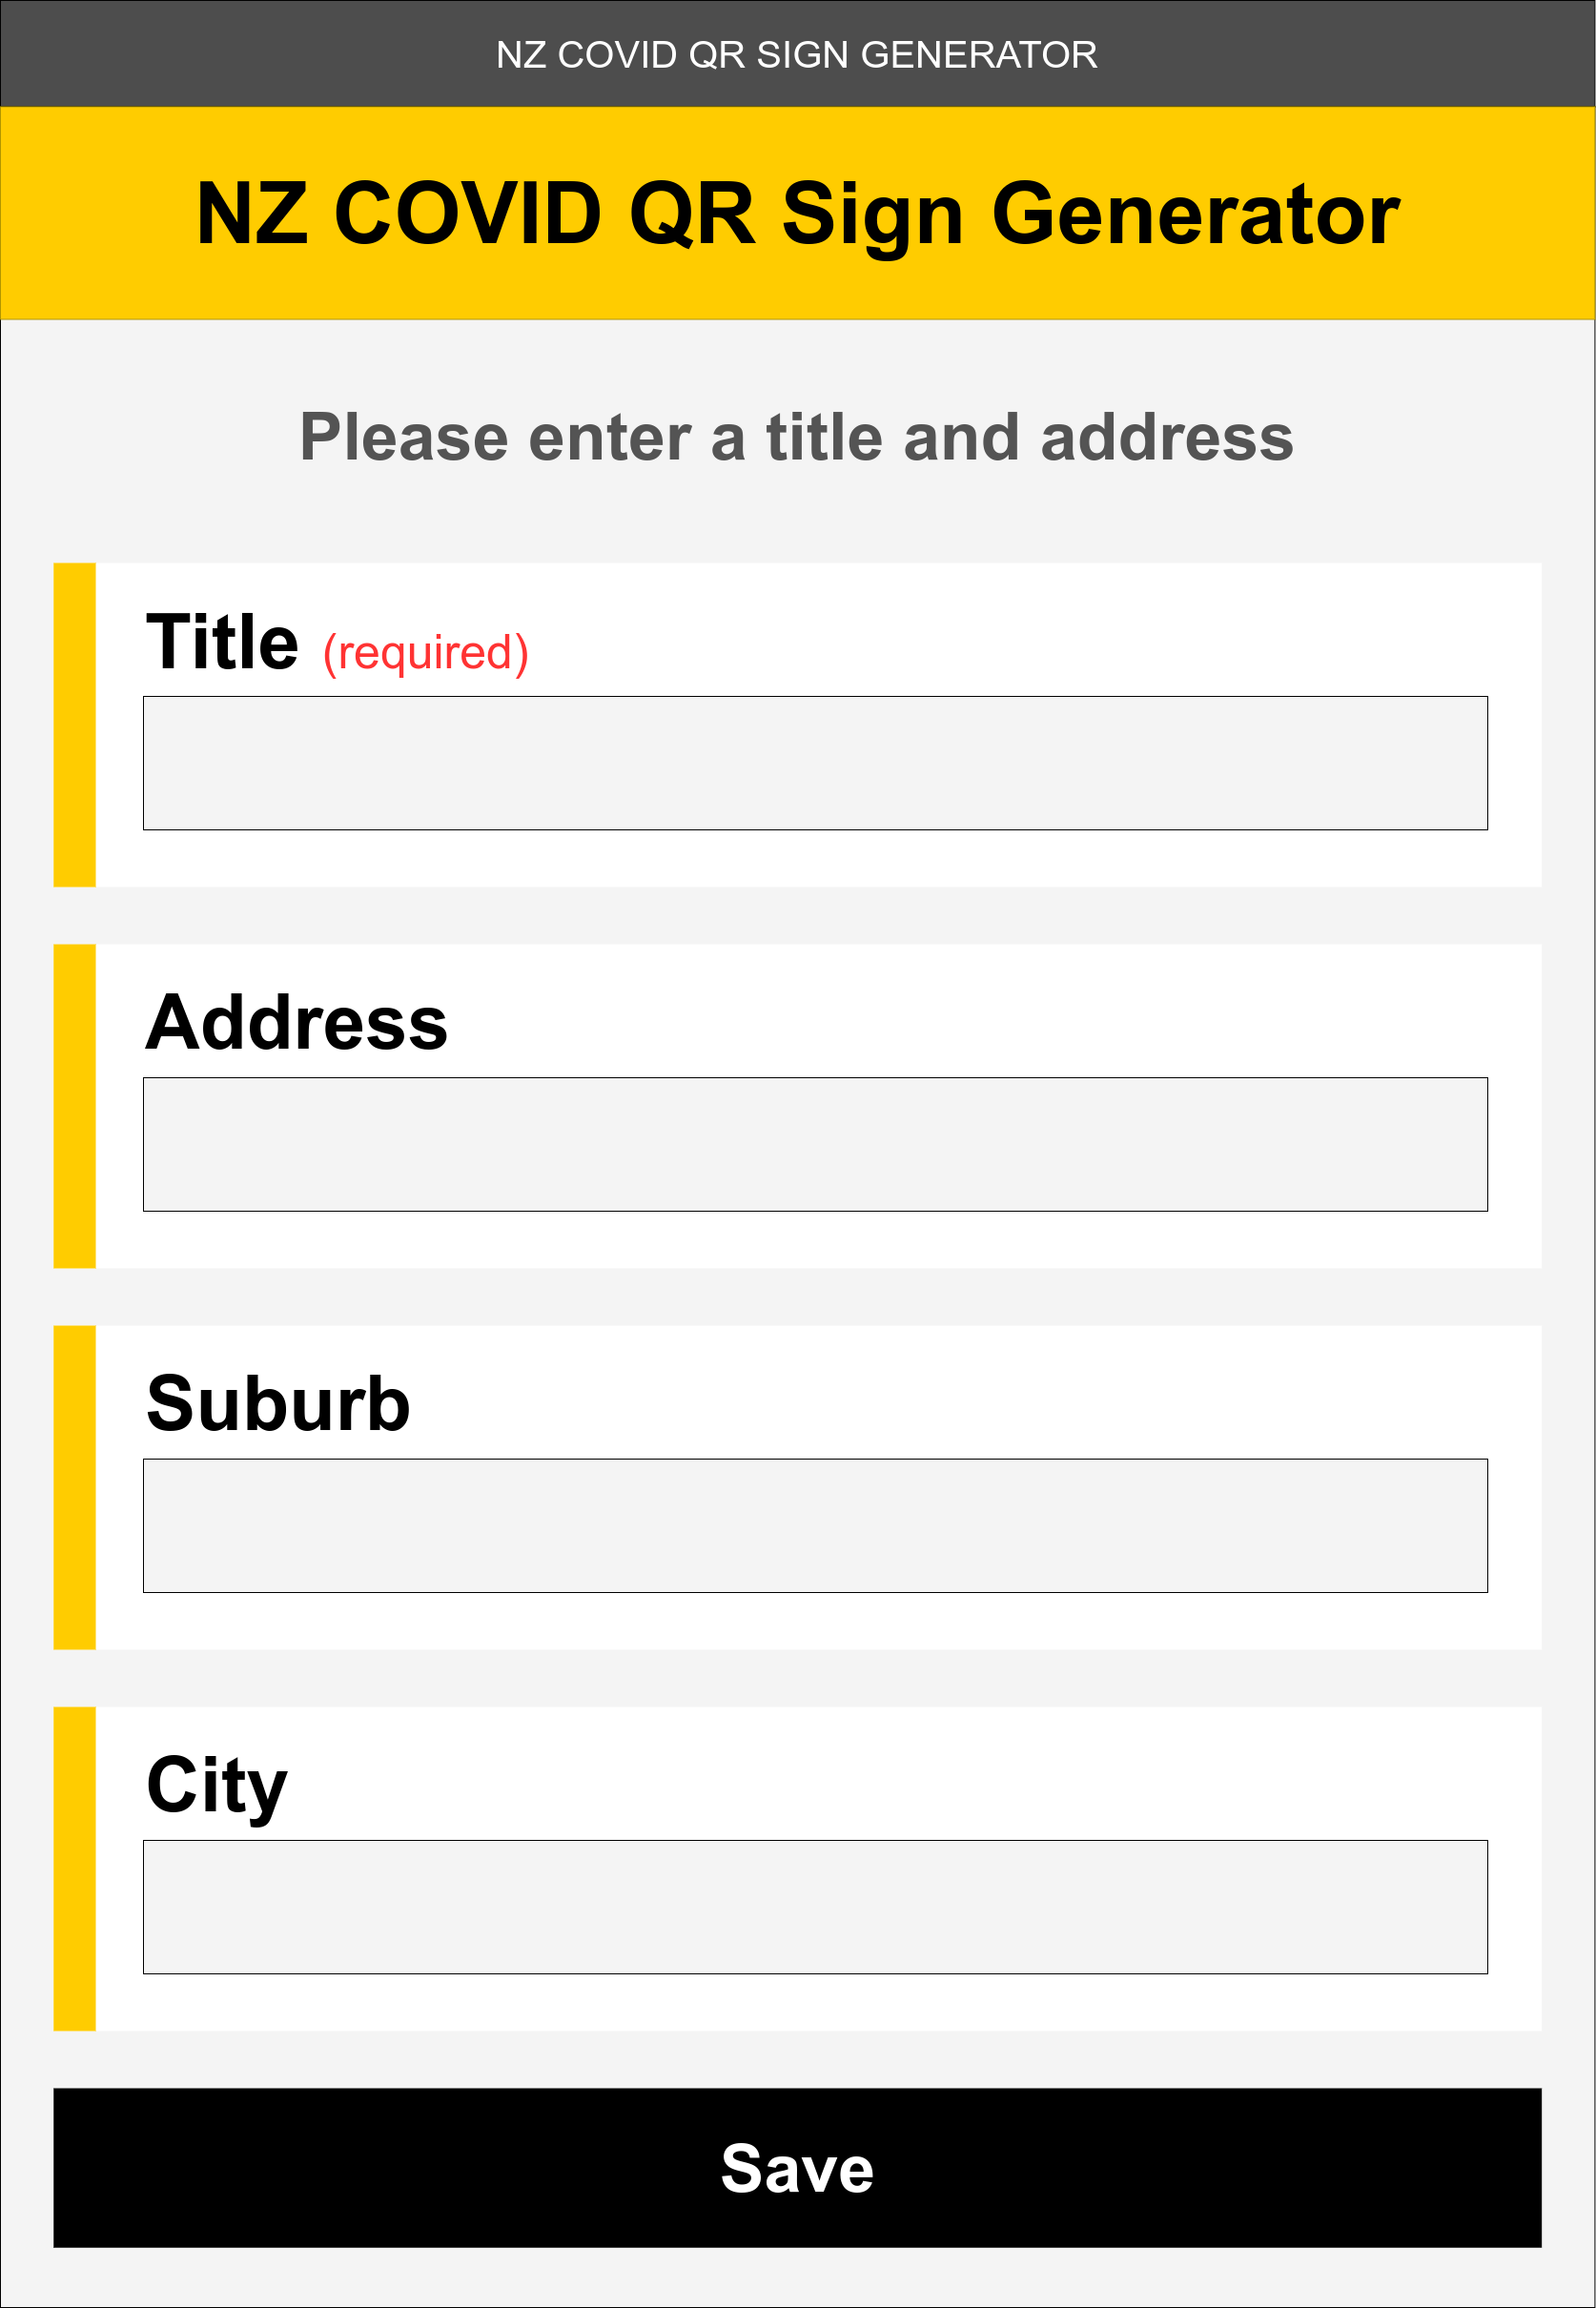 NZ COVID QR SIGN GENERATOR
NZ COVID QR Sign Generator
Please enter a title and address
Title (required)
Address
Suburb
City
Save